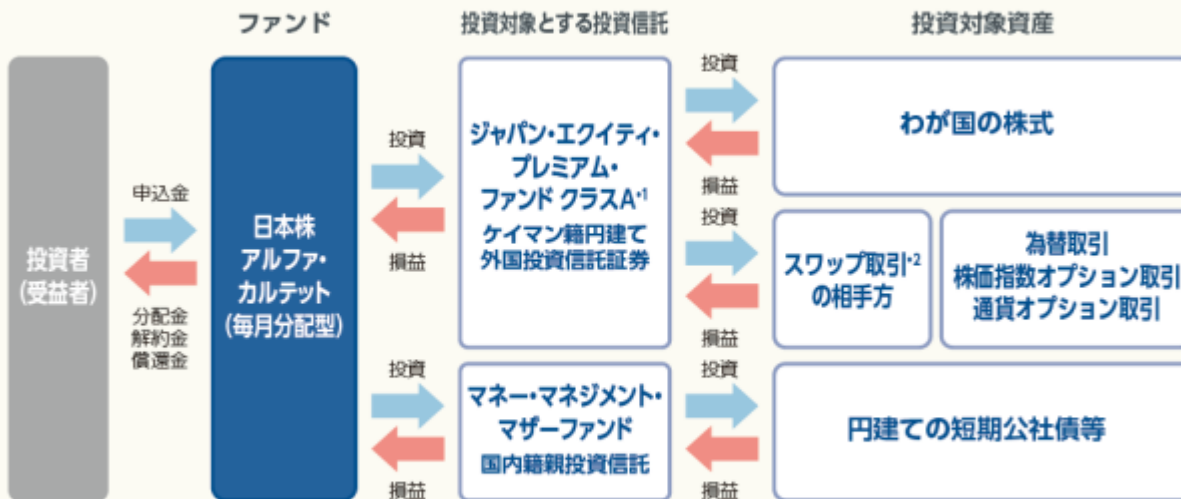 ファンド
投資対象とする投資信託
投資対象資産
投資者
(受益者)
申込金
分配金
解約金
償還金
日本株
アルファ・
カルテット
(毎月分配型)
投資
損益
ジャパン・エクイティ・
プレミアム・
ファンド クラスA*1
ケイマン籍円建て
外国投資信託証券
投資
損益
わが国の株式
投資
損益
スワップ取引*2
の相手方
為替取引
株価指数オプション取引
通貨オプション取引
投資
損益
マネー・マネジメント・
マザーファンド
国内籍親投資信託
投資
損益
円建ての短期公社債等